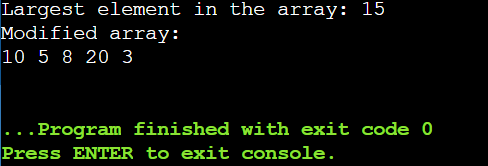 Largest element in the array: 15
Modified array:
10 5 8 20 3
...Program finished with exit code 0
Press ENTER to exit console.